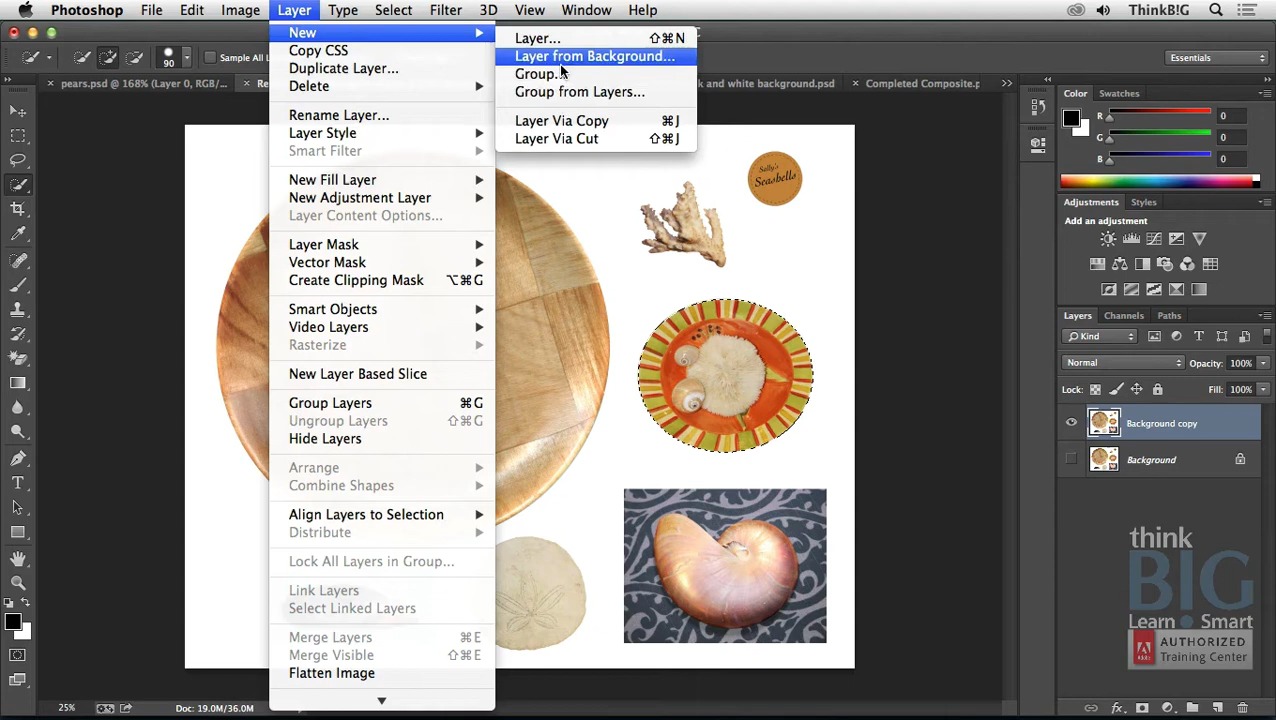 Photoshop File Edit Image Layer Type Select Filter 3D View Window Help ThinkB!G
90 Sample All Layers Essentials
pears.psd @ 168% (Layer 0, RGB/... k and white background.psd Completed Compositing.p
New
Copy CSS
Duplicate Layer...
Delete
Rename Layer...
Layer Style
Smart Filter
New Fill Layer
New Adjustment Layer
Layer Content Options...
Layer Mask
Vector Mask
Create Clipping Mask ⌥⌘G
Smart Objects
Video Layers
Rasterize
New Layer Based Slice
Group Layers ⌘G
Ungroup Layers ⇧⌘G
Hide Layers
Arrange
Combine Shapes
Align Layers to Selection
Distribute
Lock All Layers in Group...
Link Layers
Select Linked Layers
Merge Layers ⌘E
Merge Visible ⇧⌘E
Flatten Image
Layer... ⇧⌘N
Layer from Background...
Group...
Group from Layers...
Layer Via Copy ⌘J
Layer Via Cut ⇧⌘J
Sally's
Seashells
Color Swatches
R 0
G 0
B 0
Adjustments Styles
Add an adjustment
Layers Channels Paths
Kind
Normal Opacity: 100%
Lock: Fill: 100%
Background copy
Background
think
B!G
Learn Smart
AUTHORIZED
Training Center
25% Doc: 19.0M/36.0M